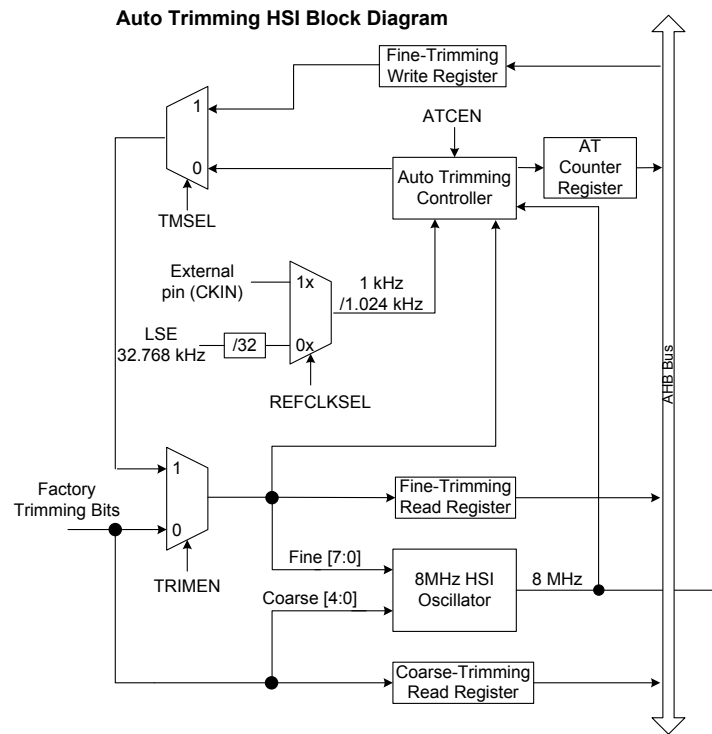 Auto Trimming HSI Block Diagram
Fine-Trimming
Write Register
1
ATCEN
0
Auto Trimming
Controller
AT
Counter
Register
TMSEL
External
pin (CKIN)
1x
1 kHz
/1.024 kHz
LSE
32.768 kHz
/32
0x
REFCLKSEL
AHB Bus
1
Factory
Trimming Bits
0
Fine-Trimming
Read Register
TRIMEN
Fine [7:0]
Coarse [4:0]
8MHz HSI
Oscillator
8 MHz
Coarse-Trimming
Read Register